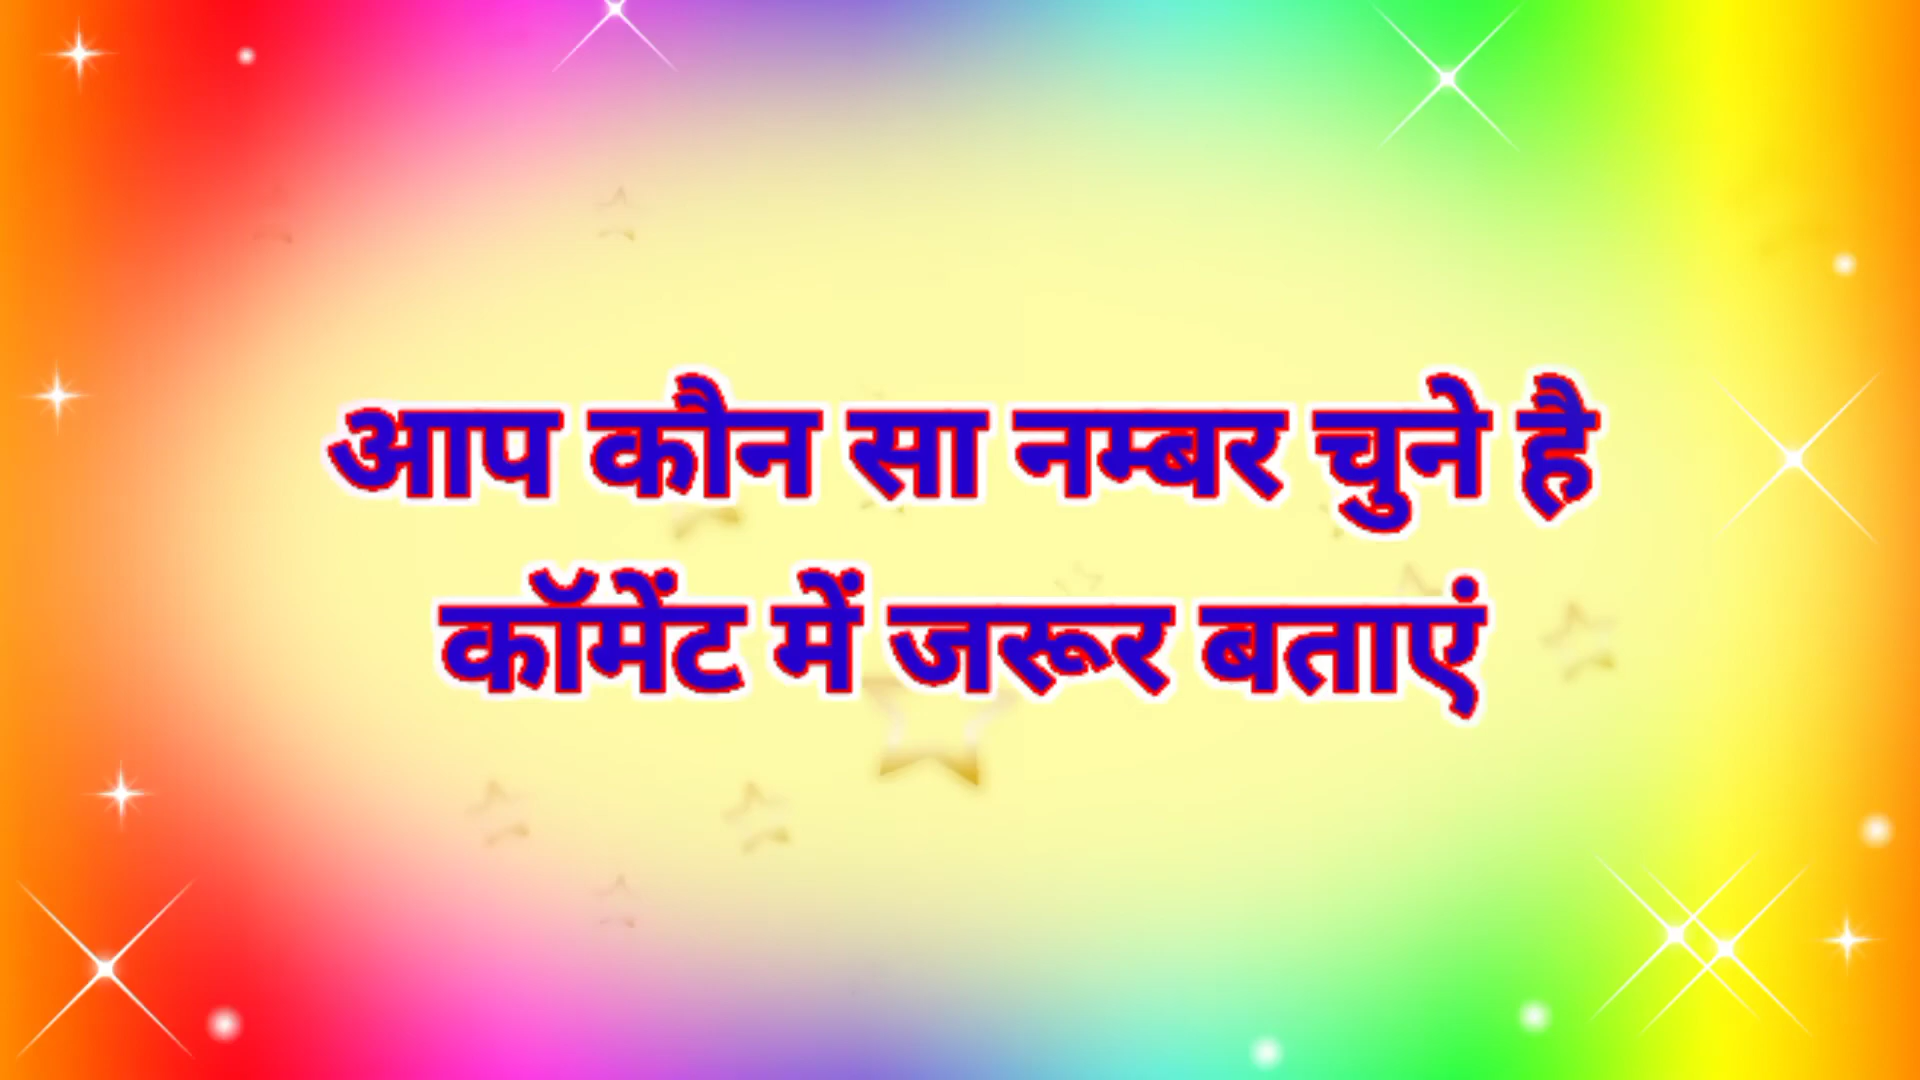 आप कौन सा नम्बर चुने है
कॉमेंट में जरूर बताएं